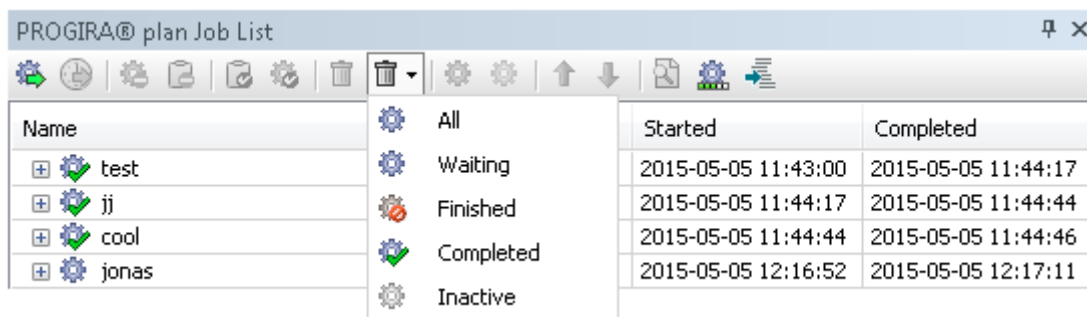 PROGIRA® plan Job List
Name Started Completed
All
Waiting
Finished
Completed
Inactive
test 2015-05-05 11:43:00 2015-05-05 11:44:17
jj 2015-05-05 11:44:17 2015-05-05 11:44:44
cool 2015-05-05 11:44:44 2015-05-05 11:44:46
jonas 2015-05-05 12:16:52 2015-05-05 12:17:11